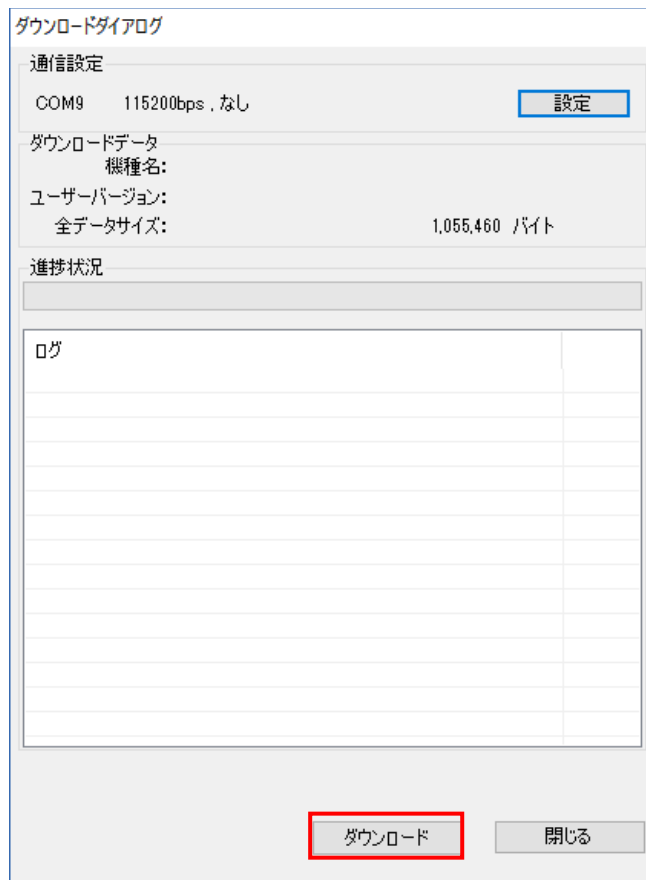 ダウンロードダイアログ
通信設定
COM9 115200bps , なし 設定
ダウンロードデータ
機種名:
ユーザーバージョン:
全データサイズ: 1,055,460 バイト
進捗状況
ログ
ダウンロード 閉じる